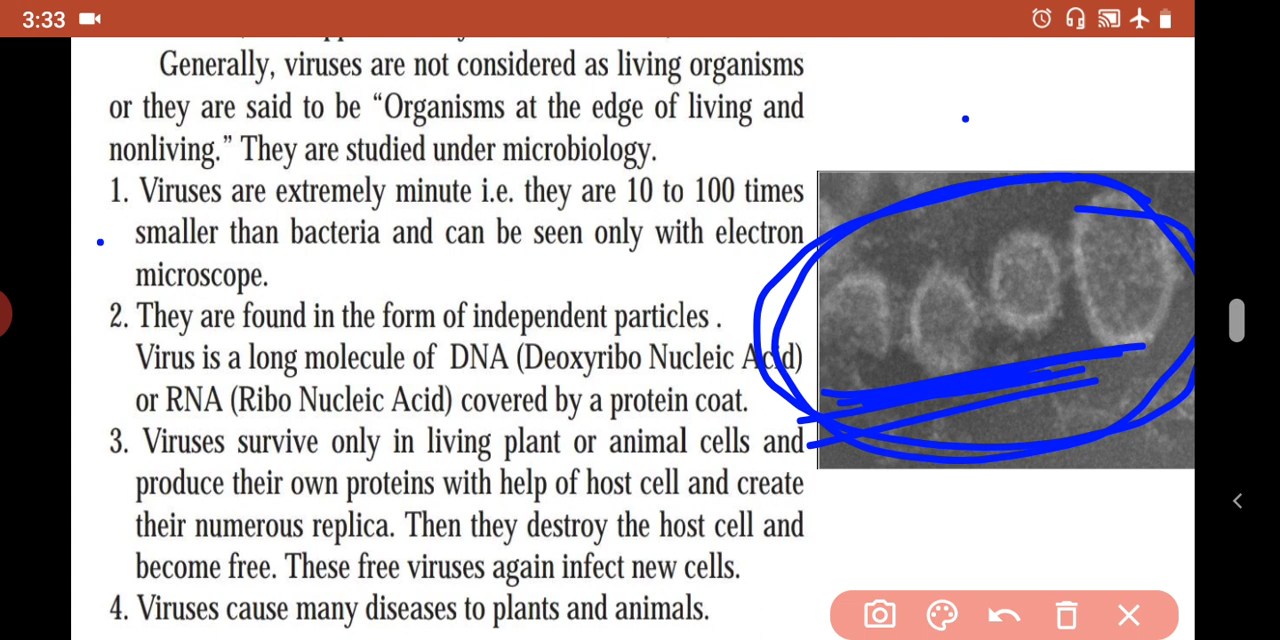 3:33
Generally, viruses are not considered as living organisms
or they are said to be “Organisms at the edge of living and
nonliving.” They are studied under microbiology.
1. Viruses are extremely minute i.e. they are 10 to 100 times
smaller than bacteria and can be seen only with electron
microscope.
2. They are found in the form of independent particles .
Virus is a long molecule of DNA (Deoxyribo Nucleic Acid)
or RNA (Ribo Nucleic Acid) covered by a protein coat.
3. Viruses survive only in living plant or animal cells and
produce their own proteins with help of host cell and create
their numerous replica. Then they destroy the host cell and
become free. These free viruses again infect new cells.
4. Viruses cause many diseases to plants and animals.